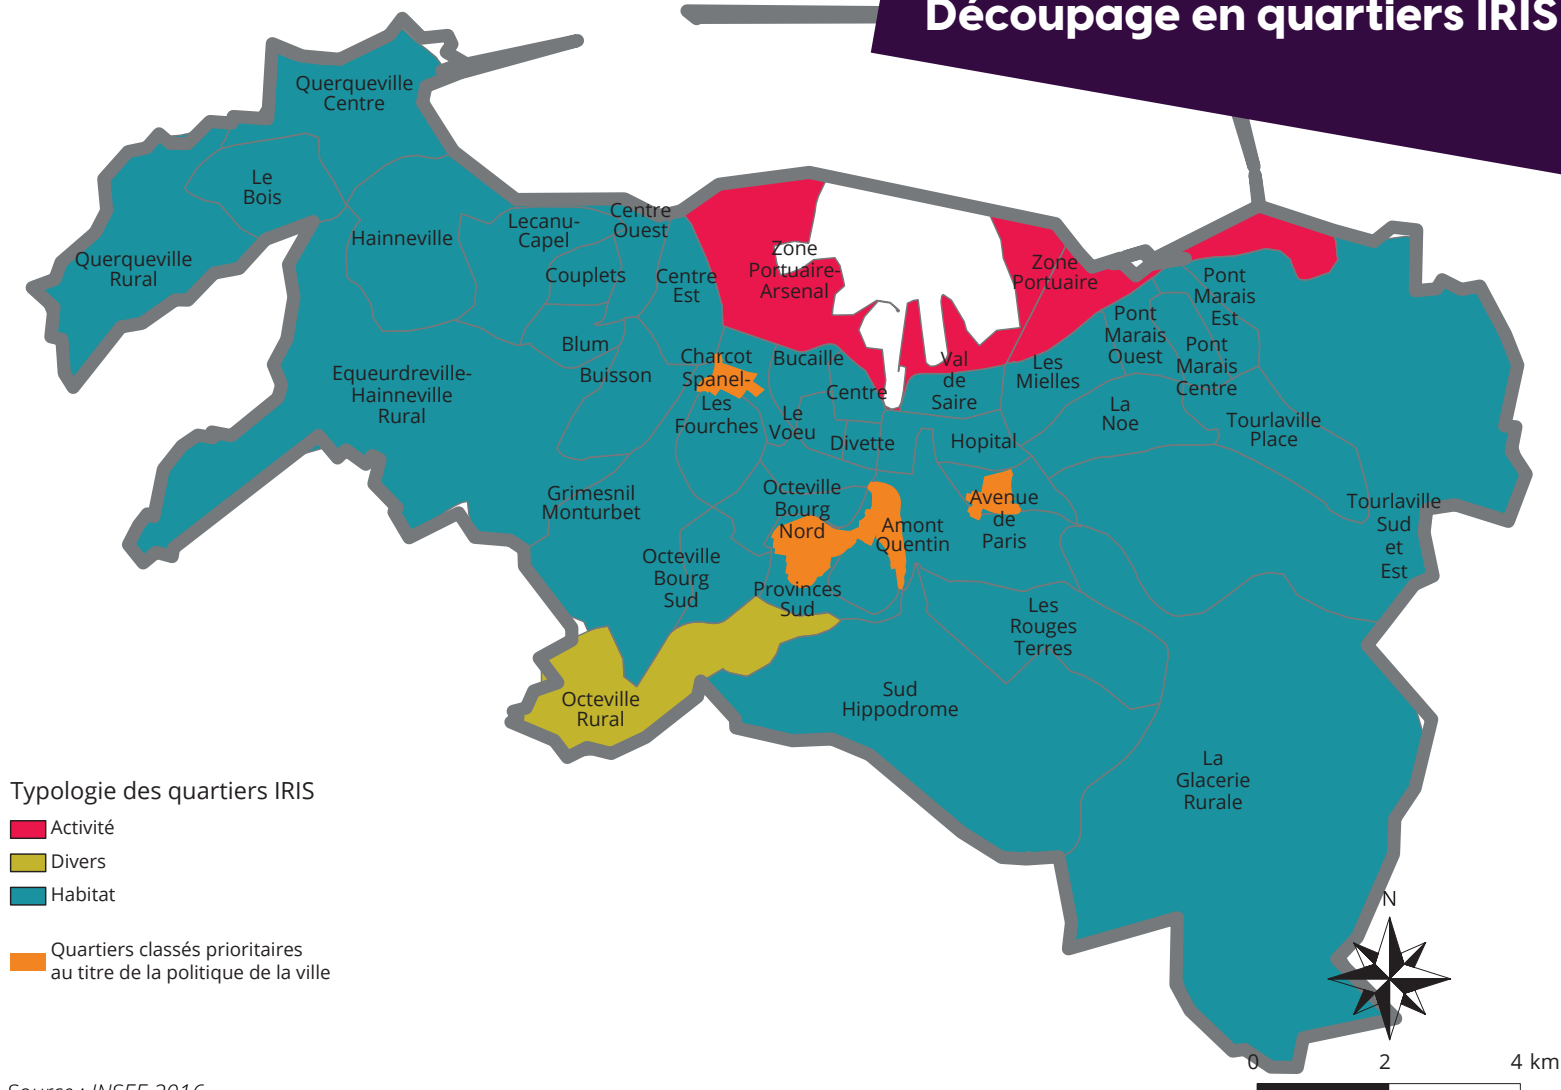 Découpage en quartiers IRIS
Querqueville
Centre
Le
Bois
Querqueville
Rural
Hainneville
Lecanu-
Capel
Centre
Ouest
Couplets
Centre
Est
Zone
Portuaire-
Arsenal
Zone
Portuaire
Pont
Marais
Est
Pont
Marais
Ouest
Pont
Marais
Centre
Blum
Buisson
Equeurdreville-
Hainneville
Rural
Charcot
Spanel-
Les
Fourches
Bucaille
Centre
Le
Voeu
Divette
Val
de
Saire
Les
Mielles
La
Noe
Tourlaville
Place
Hopital
Grimesnil
Monturbet
Octeville
Bourg
Nord
Amont
Quentin
Avenue
de
Paris
Tourlaville
Sud
et
Est
Octeville
Bourg
Sud
Provinces
Sud
Les
Rouges
Terres
Octeville
Rural
Sud
Hippodrome
La
Glacerie
Rurale
Typologie des quartiers IRIS
Activité
Divers
Habitat
Quartiers classés prioritaires
au titre de la politique de la ville
N
0 2 4 km
Source : INSEE 2016